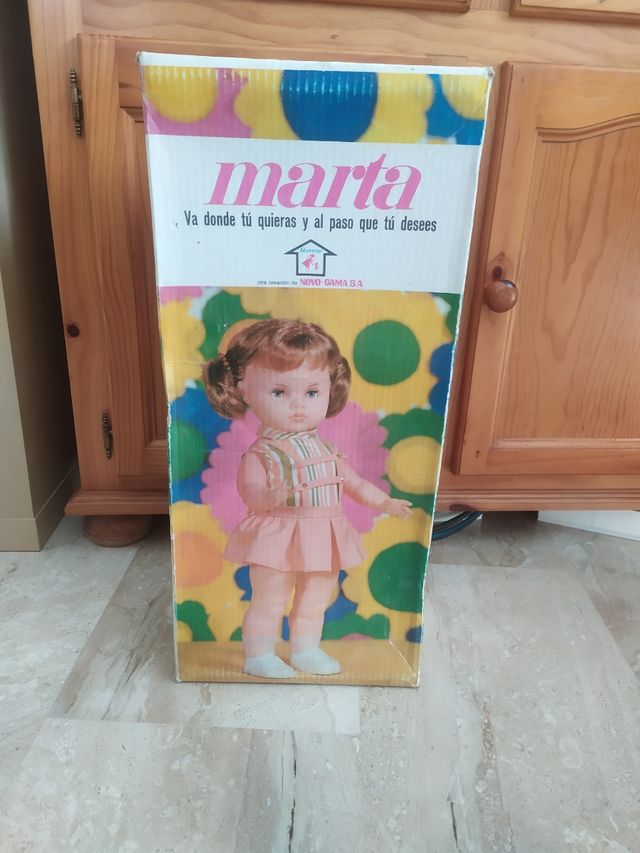 marta
Va donde tú quieras y al paso que tú desees
otra creación de NOVO-GAMA S.A